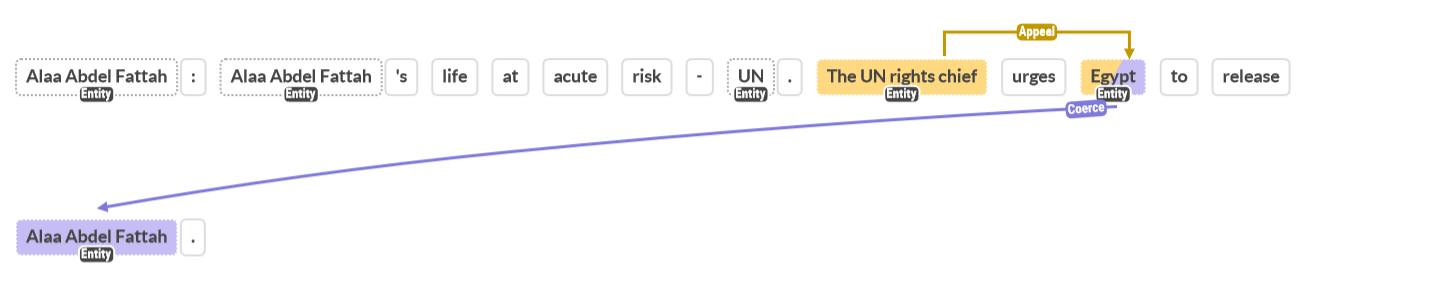 Appeal
Alaa Abdel Fattah : Alaa Abdel Fattah 's life at acute risk - UN . The UN rights chief urges Egypt to release
Entity Entity Entity Entity Entity
Coerce
Alaa Abdel Fattah .
Entity